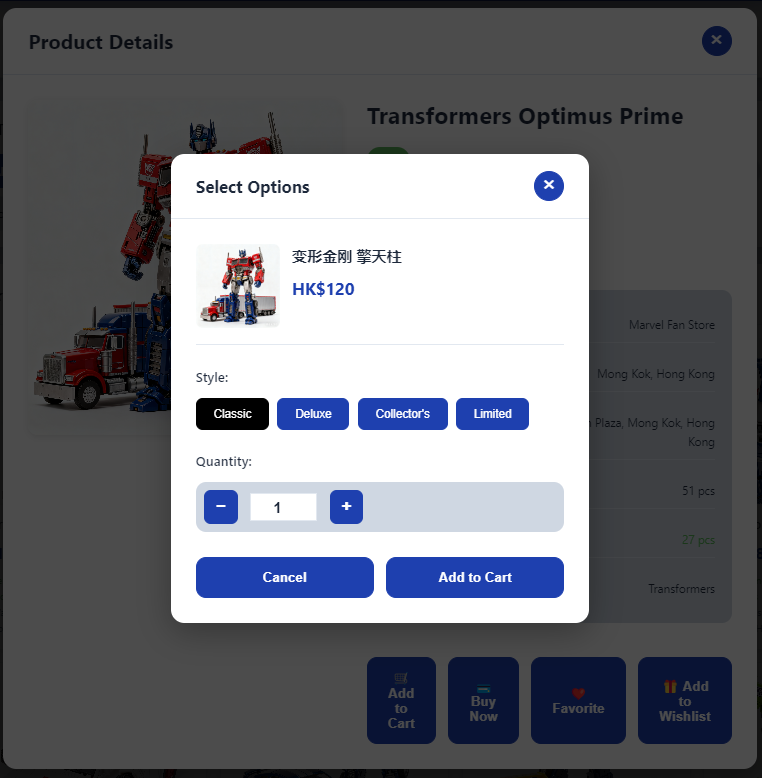 Product Details
Transformers Optimus Prime
Select Options
变形金刚 擎天柱
HK$120
Marvel Fan Store
Mong Kok, Hong Kong
Plaza, Mong Kok, Hong
Kong
51 pcs
27 pcs
Transformers
Style:
Classic
Deluxe
Collector's
Limited
Quantity:
−
1
+
Cancel
Add to Cart
Add
to
Cart
Buy
Now
Favorite
Add
to
Wishlist